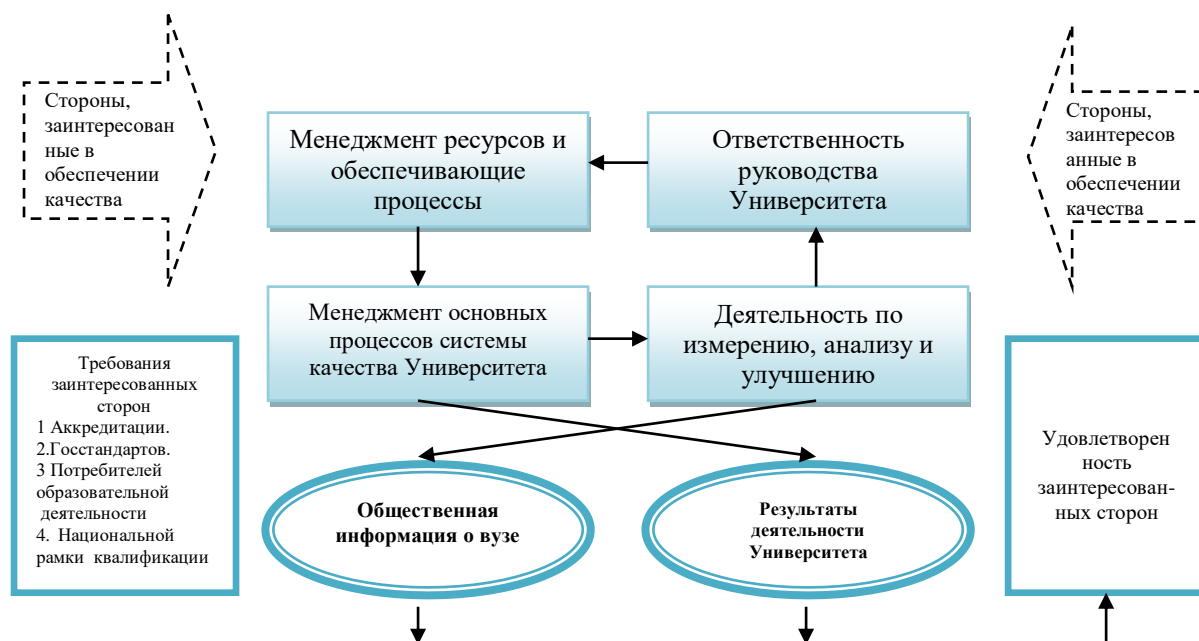 Стороны,
заинтересован
ные в
обеспечении
качества
Менеджмент ресурсов и
обеспечивающие
процессы
Ответственность
руководства
Университета
Стороны,
заинтересов
анные в
обеспечении
качества
Менеджмент основных
процессов системы
качества Университета
Деятельность по
измерению, анализу и
улучшению
Требования
заинтересованных
сторон
1 Аккредитации.
2.Госстандартов.
3 Потребителей
образовательной
деятельности
4. Национальной
рамки квалификации
Общественная
информация о вузе
Результаты
деятельности
Университета
Удовлетворен
ность
заинтересован-
ных сторон